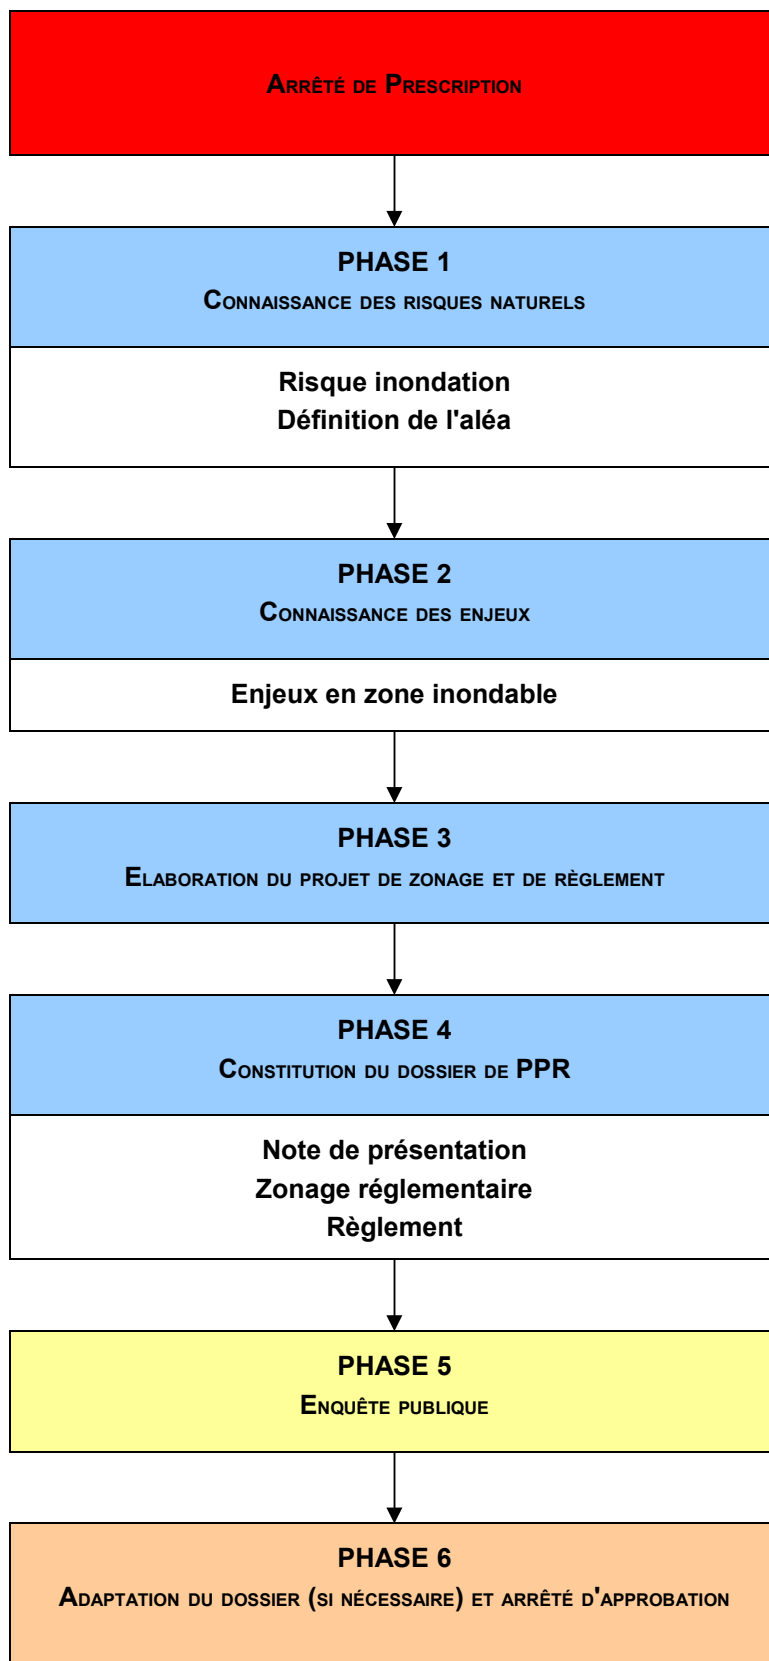 Arrêté de Prescription
PHASE 1
Connaissance des risques naturels
Risque inondation
Définition de l'aléa
PHASE 2
Connaissance des enjeux
Enjeux en zone inondable
PHASE 3
Elaboration du projet de zonage et de règlement
PHASE 4
Constitution du dossier de PPR
Note de présentation
Zonage réglementaire
Règlement
PHASE 5
Enquête publique
PHASE 6
Adaptation du dossier (si nécessaire) et arrêté d'approbation